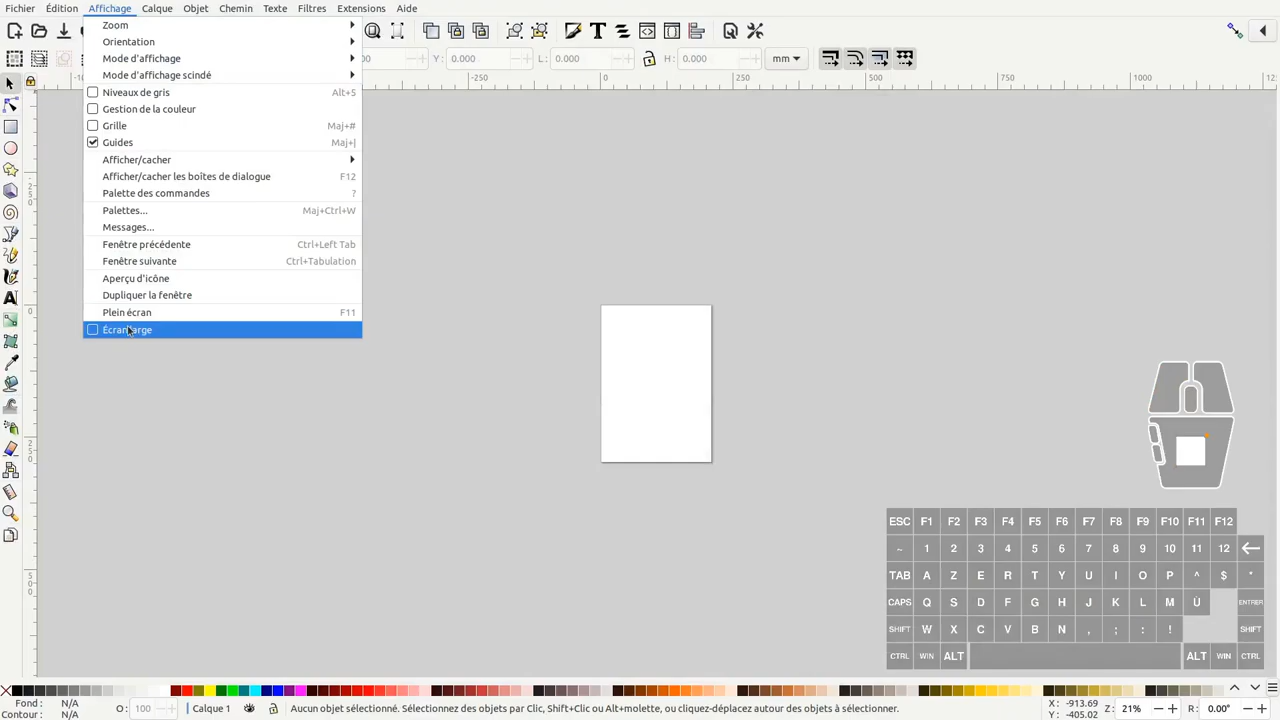 Fichier Édition Affichage Calque Objet Chemin Texte Filtres Extensions Aide
Zoom
Orientation
Mode d'affichage
Mode d'affichage scindé
Niveaux de gris Alt+5
Gestion de la couleur
Grille Maj+#
Guides Maj+|
Afficher/cacher
Afficher/cacher les boîtes de dialogue F12
Palette des commandes ?
Palettes... Maj+Ctrl+W
Messages...
Fenêtre précédente Ctrl+Left Tab
Fenêtre suivante Ctrl+Tabulation
Aperçu d'icône
Dupliquer la fenêtre
Plein écran F11
Écran large
Y : 0.000 L : 0.000 H : 0.000 mm
-250 0 250 500 750 1000
ESC F1 F2 F3 F4 F5 F6 F7 F8 F9 F10 F11 F12
~ 1 2 3 4 5 6 7 8 9 10 11 12
TAB A Z E R T Y U I O P ^ $ *
CAPS Q S D F G H J K L M Ü ENTRER
SHIFT W X C V B N , ; : ! SHIFT
CTRL WIN ALT ALT WIN CTRL
Fond : N/A
Contour : N/A
O : 100
Calque 1
Aucun objet sélectionné. Sélectionnez des objets par Clic, Shift+Clic ou Alt+molette, ou cliquez-déplacez autour des objets à sélectionner.
X : -913.69
Y : -405.02
Z : 21%
R : 0.00°